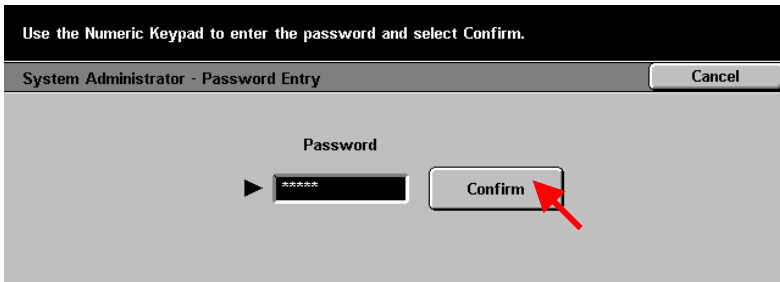 Use the Numeric Keypad to enter the password and select Confirm.
System Administrator - Password Entry
Cancel
Password
*****
Confirm